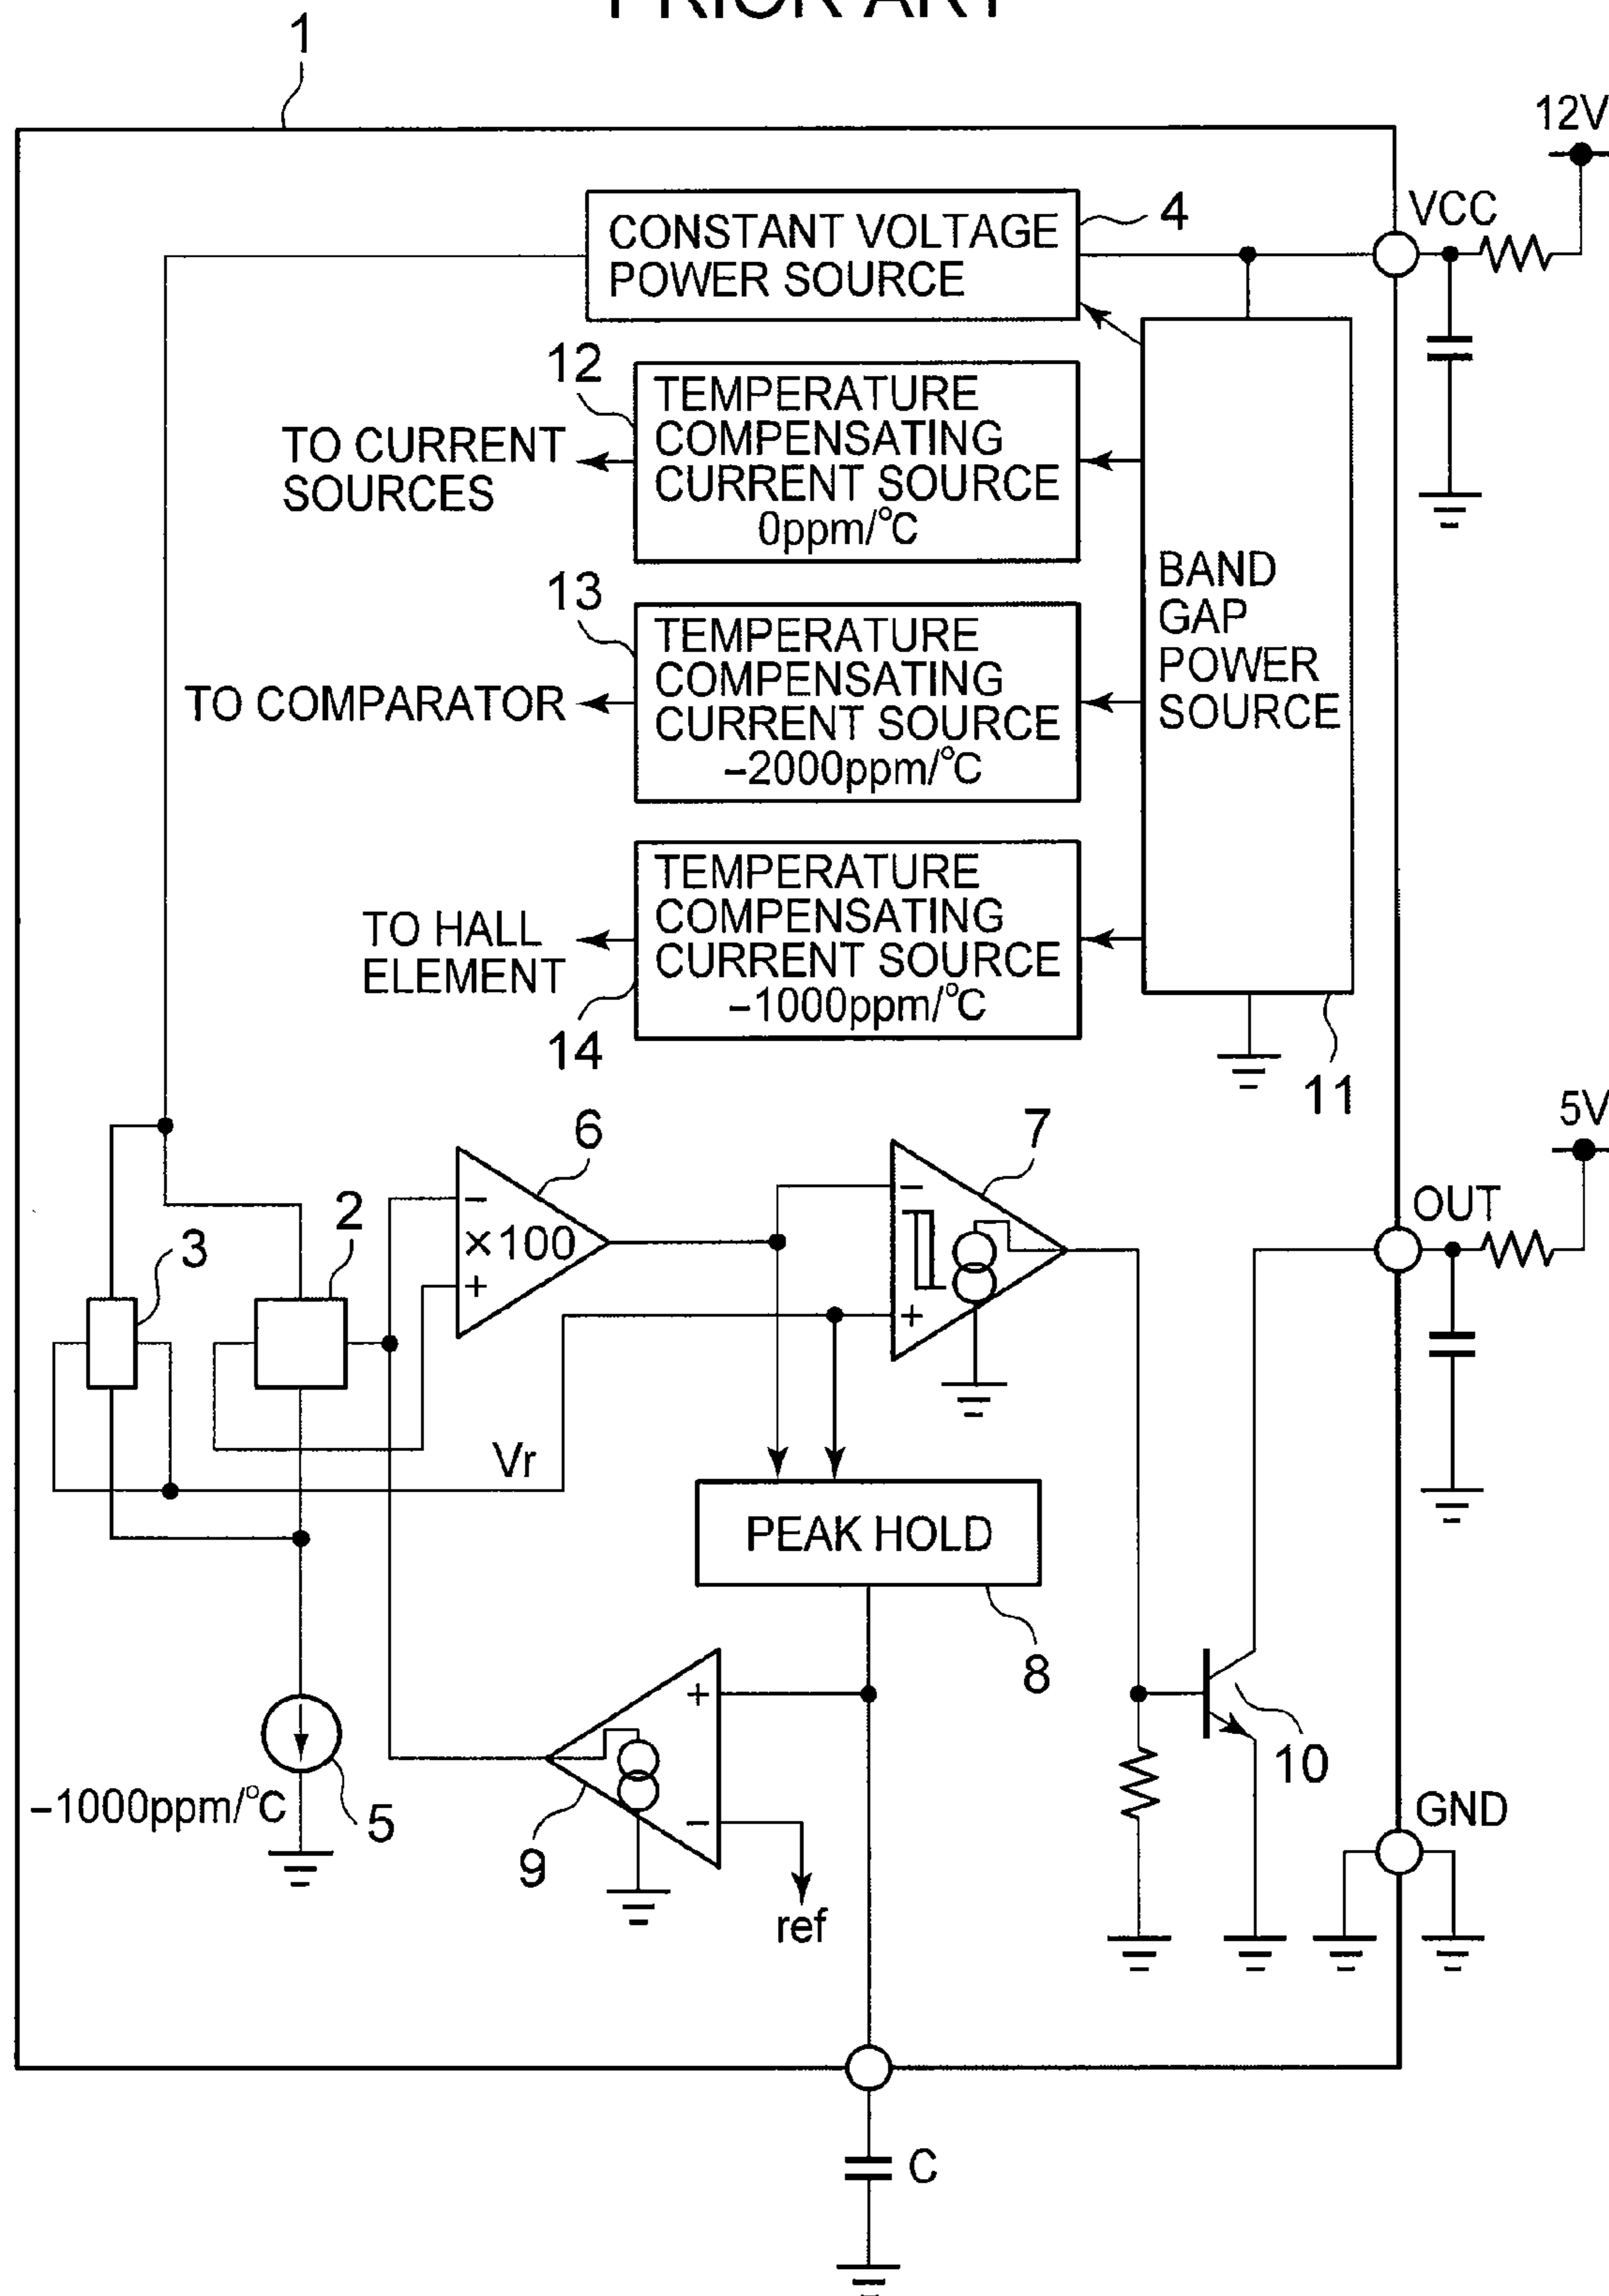 PRIOR ART
1
12V
VCC
4
CONSTANT VOLTAGE
POWER SOURCE
12
TEMPERATURE
COMPENSATING
CURRENT SOURCE
0ppm/°C
TO CURRENT
SOURCES
13
TEMPERATURE
COMPENSATING
CURRENT SOURCE
−2000ppm/°C
TO COMPARATOR
BAND
GAP
POWER
SOURCE
TEMPERATURE
COMPENSATING
CURRENT SOURCE
−1000ppm/°C
TO HALL
ELEMENT
14
11
5V
6
7
OUT
2
3
−
×100
+
−
+
Vr
PEAK HOLD
8
+
−
10
−1000ppm/°C
5
9
ref
GND
C